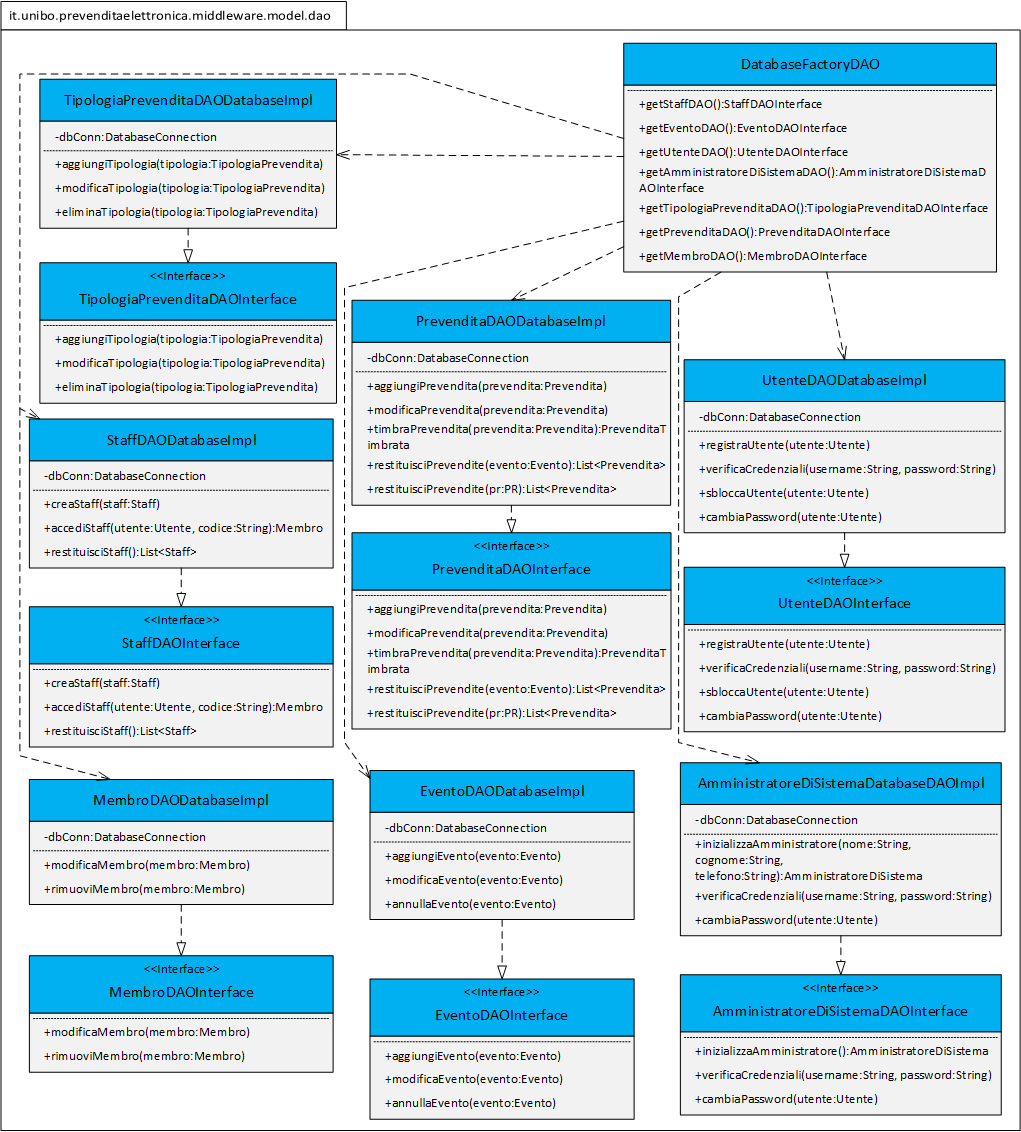 it.unibo.prevenditaelettronica.middleware.model.dao
DatabaseFactoryDAO
+getStaffDAO():StaffDAOInterface
+getEventoDAO():EventoDAOInterface
+getUtenteDAO():UtenteDAOInterface
+getAmministratoreDiSistemaDAO():AmministratoreDiSistemaD
AOInterface
+getTipologiaPrevenditaDAO():TipologiaPrevenditaDAOInterface
+getPrevenditaDAO():PrevenditaDAOInterface
+getMembroDAO():MembroDAOInterface
TipologiaPrevenditaDAODatabaseImpl
-dbConn:DatabaseConnection
+aggiungiTipologia(tipologia:TipologiaPrevendita)
+modificaTipologia(tipologia:TipologiaPrevendita)
+eliminaTipologia(tipologia:TipologiaPrevendita)
<<Interface>>
TipologiaPrevenditaDAOInterface
+aggiungiTipologia(tipologia:TipologiaPrevendita)
+modificaTipologia(tipologia:TipologiaPrevendita)
+eliminaTipologia(tipologia:TipologiaPrevendita)
StaffDAODatabaseImpl
-dbConn:DatabaseConnection
+creaStaff(staff:Staff)
+accediStaff(utente:Utente, codice:String):Membro
+restituisciStaff():List<Staff>
<<Interface>>
StaffDAOInterface
+creaStaff(staff:Staff)
+accediStaff(utente:Utente, codice:String):Membro
+restituisciStaff():List<Staff>
MembroDAODatabaseImpl
-dbConn:DatabaseConnection
+modificaMembro(membro:Membro)
+rimuoviMembro(membro:Membro)
<<Interface>>
MembroDAOInterface
+modificaMembro(membro:Membro)
+rimuoviMembro(membro:Membro)
PrevenditaDAODatabaseImpl
-dbConn:DatabaseConnection
+aggiungiPrevendita(prevendita:Prevendita)
+modificaPrevendita(prevendita:Prevendita)
+timbraPrevendita(prevendita:Prevendita):PrevenditaT
imbrata
+restituisciPrevendite(evento:Evento):List<Prevendita>
+restituisciPrevendite(pr:PR):List<Prevendita>
<<Interface>>
PrevenditaDAOInterface
+aggiungiPrevendita(prevendita:Prevendita)
+modificaPrevendita(prevendita:Prevendita)
+timbraPrevendita(prevendita:Prevendita):PrevenditaT
imbrata
+restituisciPrevendite(evento:Evento):List<Prevendita>
+restituisciPrevendite(pr:PR):List<Prevendita>
EventoDAODatabaseImpl
-dbConn:DatabaseConnection
+aggiungiEvento(evento:Evento)
+modificaEvento(evento:Evento)
+annullaEvento(evento:Evento)
<<Interface>>
EventoDAOInterface
+aggiungiEvento(evento:Evento)
+modificaEvento(evento:Evento)
+annullaEvento(evento:Evento)
UtenteDAODatabaseImpl
-dbConn:DatabaseConnection
+registraUtente(utente:Utente)
+verificaCredenziali(username:String, password:String)
+sbloccaUtente(utente:Utente)
+cambiaPassword(utente:Utente)
<<Interface>>
UtenteDAOInterface
+registraUtente(utente:Utente)
+verificaCredenziali(username:String, password:String)
+sbloccaUtente(utente:Utente)
+cambiaPassword(utente:Utente)
AmministratoreDiSistemaDatabaseDAOImpl
-dbConn:DatabaseConnection
+inizializzaAmministratore(nome:String,
cognome:String,
telefono:String):AmministratoreDiSistema
+verificaCredenziali(username:String, password:String)
+cambiaPassword(utente:Utente)
<<Interface>>
AmministratoreDiSistemaDAOInterface
+inizializzaAmministratore():AmministratoreDiSistema
+verificaCredenziali(username:String, password:String)
+cambiaPassword(utente:Utente)